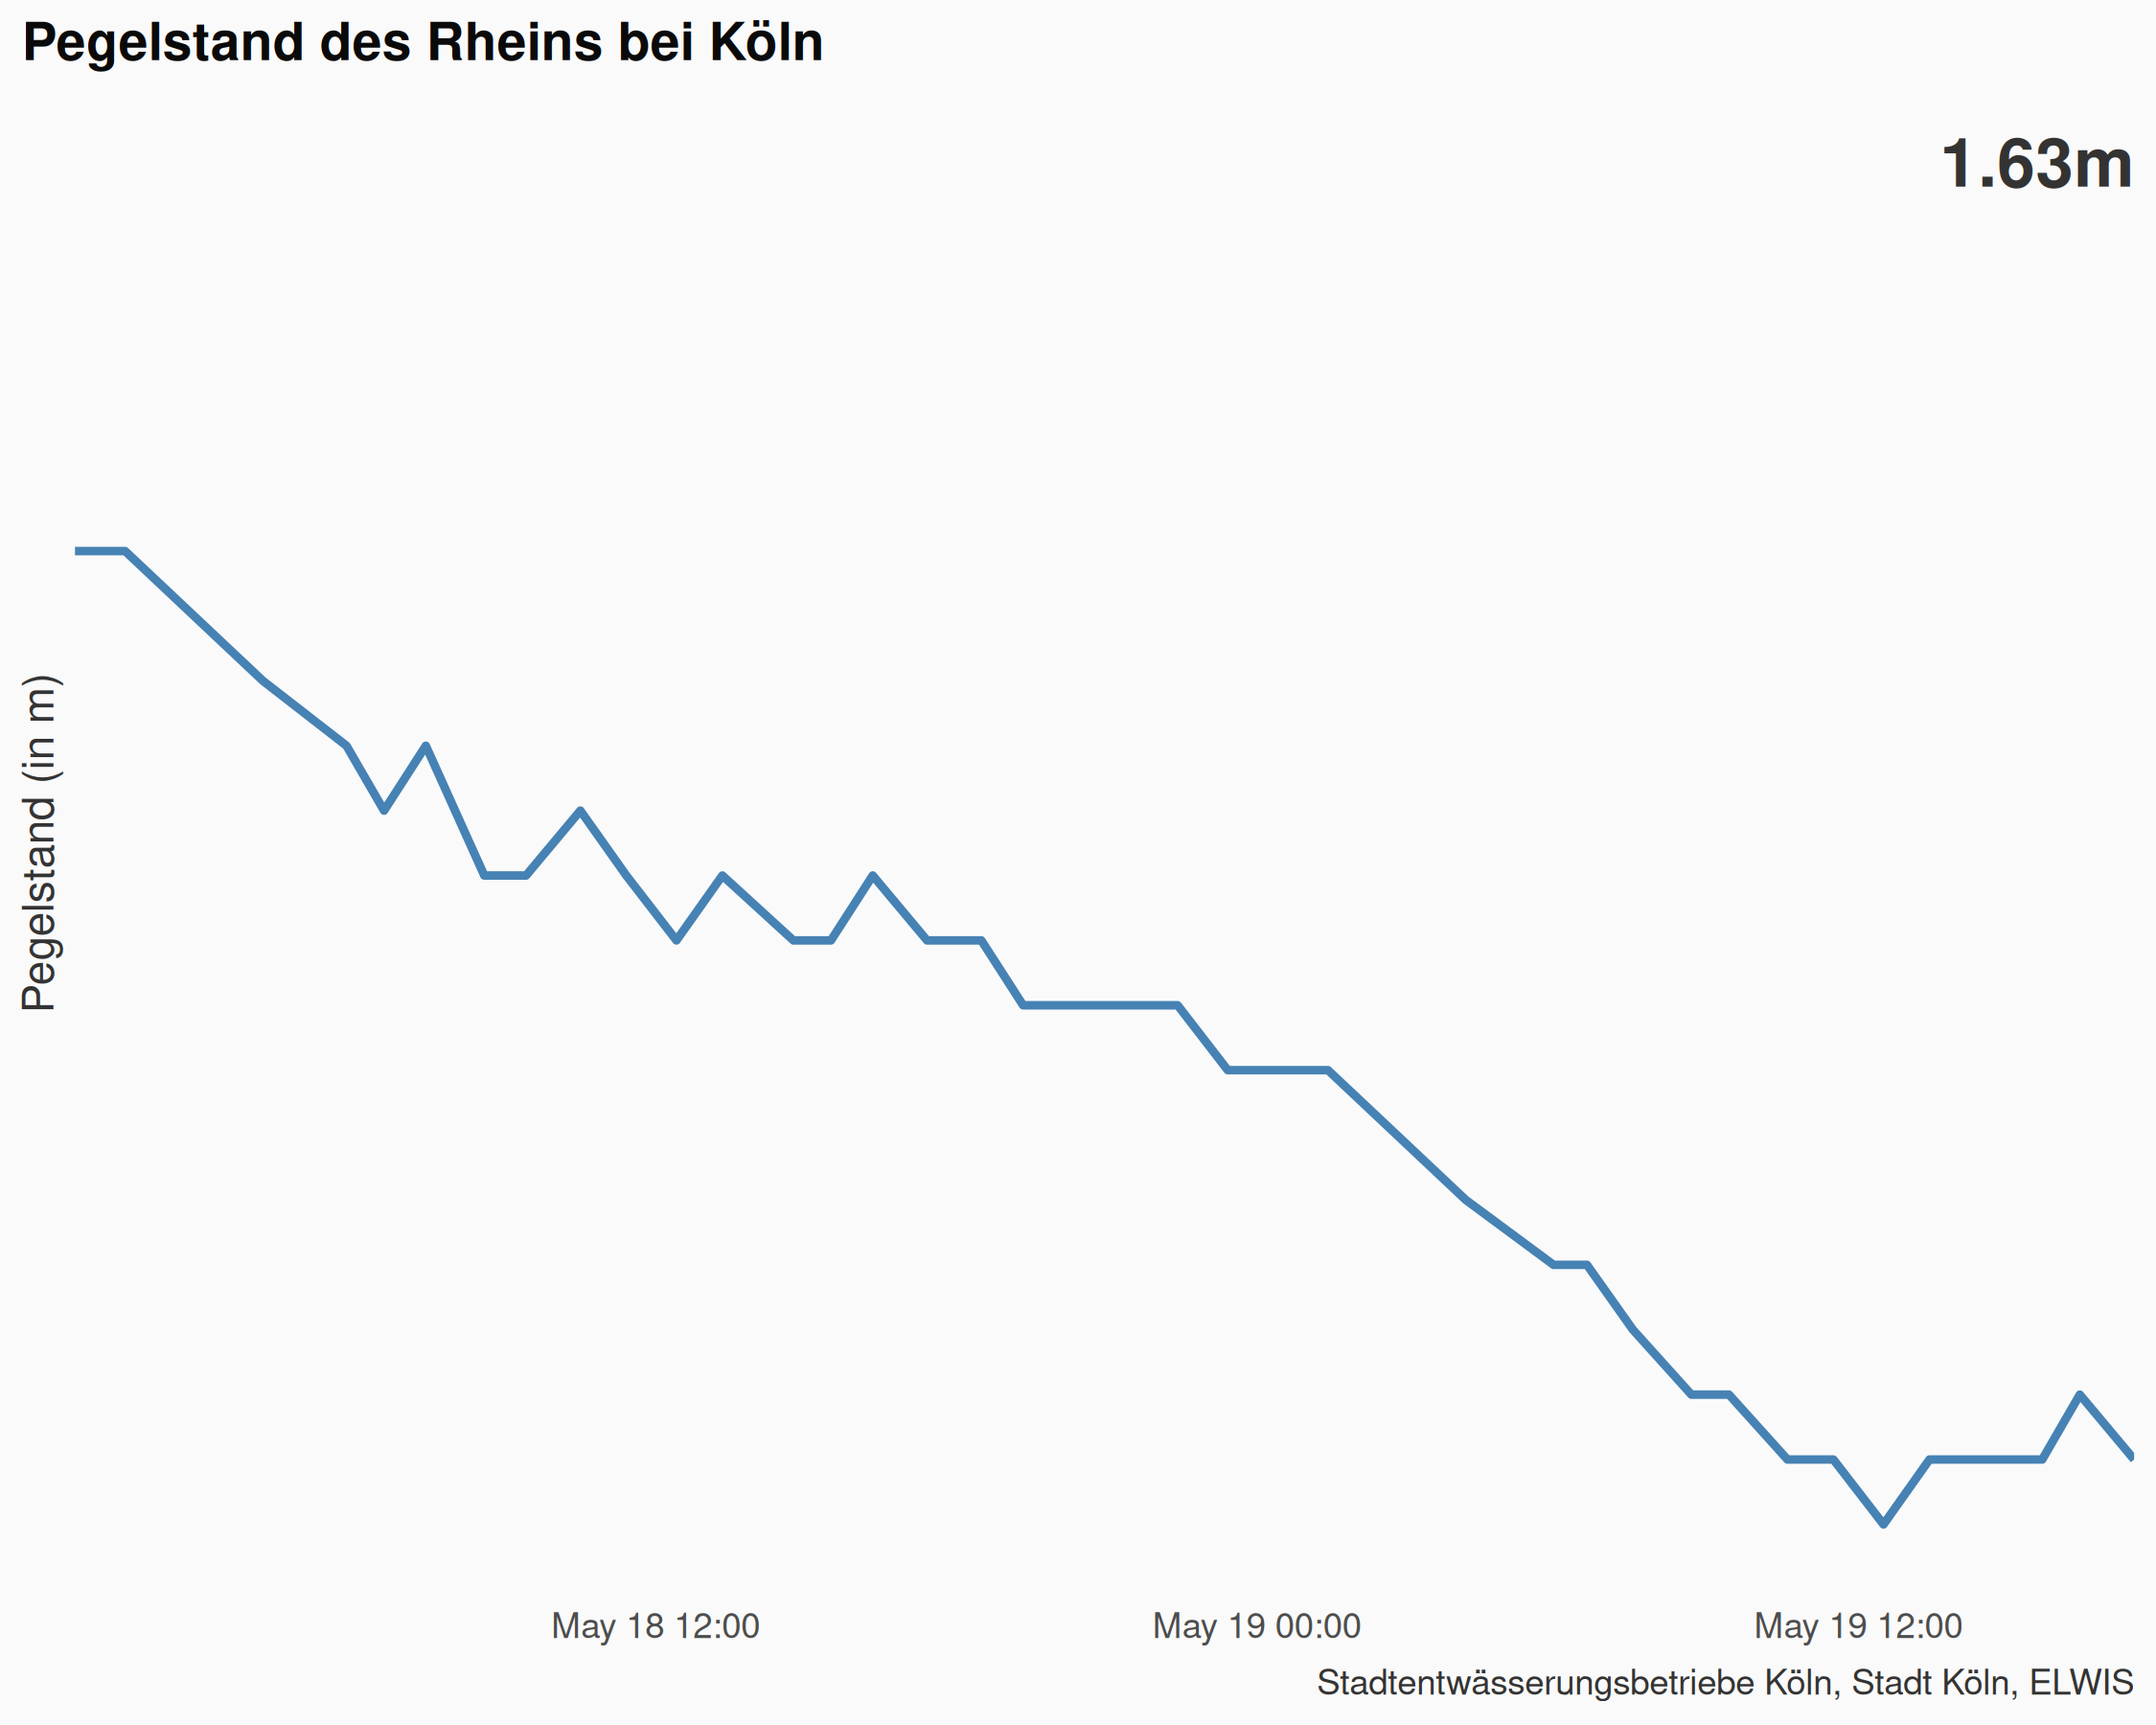 Pegelstand des Rheins bei Köln
1.63m
Pegelstand (in m)
May 18 12:00
May 19 00:00
May 19 12:00
Stadtentwässerungsbetriebe Köln, Stadt Köln, ELWIS